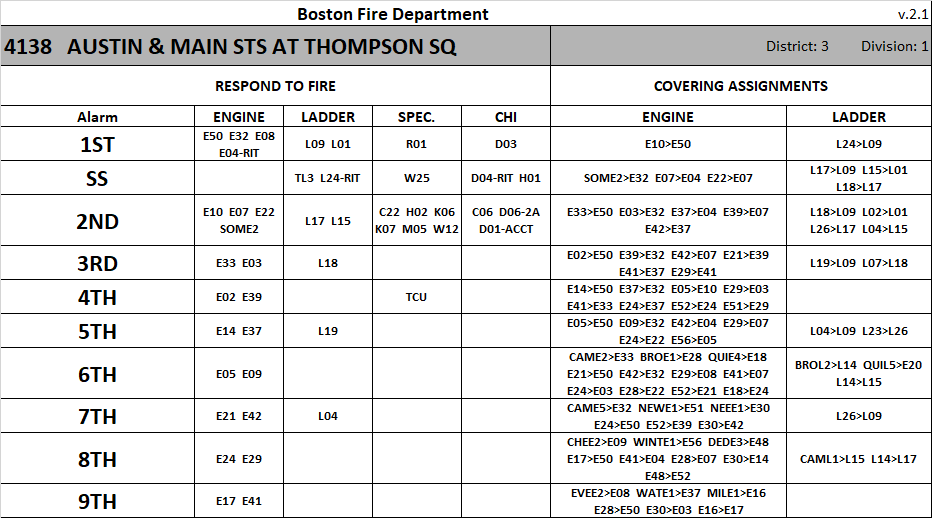 Boston Fire Department v.2.1
4138 AUSTIN & MAIN STS AT THOMPSON SQ District: 3 Division: 1
RESPOND TO FIRE COVERING ASSIGNMENTS
Alarm ENGINE LADDER SPEC. CHI ENGINE LADDER
1ST E50 E32 E08 L09 L01 R01 D03 E10>E50 L24>L09
E04-RIT
SS TL3 L24-RIT W25 D04-RIT H01 SOME2>E32 E07>E04 E22>E07 L17>L09 L15>L01
L18>L17
2ND E10 E07 E22 L17 L15 C22 H02 K06 C06 D06-2A E33>E50 E03>E32 E37>E04 E39>E07 L18>L09 L02>L01
SOME2 K07 M05 W12 D01-ACCT E42>E37 L26>L17 L04>L15
3RD E33 E03 L18 E02>E50 E39>E32 E42>E07 E21>E39 L19>L09 L07>L18
E41>E37 E29>E41
4TH E02 E39 TCU E14>E50 E37>E32 E05>E10 E29>E03
E41>E33 E24>E37 E52>E24 E51>E29
5TH E14 E37 L19 E05>E50 E09>E32 E42>E04 E29>E07 L04>L09 L23>L26
E24>E22 E56>E05
6TH E05 E09 CAME2>E33 BROE1>E28 QUIE4>E18 BROL2>L14 QUIL5>E20
E21>E50 E42>E32 E29>E08 E41>E07 L14>L15
E24>E03 E28>E22 E52>E21 E18>E24
7TH E21 E42 L04 CAME5>E32 NEWE1>E51 NEEE1>E30 L26>L09
E24>E50 E52>E39 E30>E42
8TH E24 E29 CHEE2>E09 WINTE1>E56 DEDE3>E48 CAML1>L15 L14>L17
E17>E50 E41>E04 E28>E07 E30>E14
E48>E52
9TH E17 E41 EVEE2>E08 WATE1>E37 MILE1>E16
E28>E50 E30>E03 E16>E17